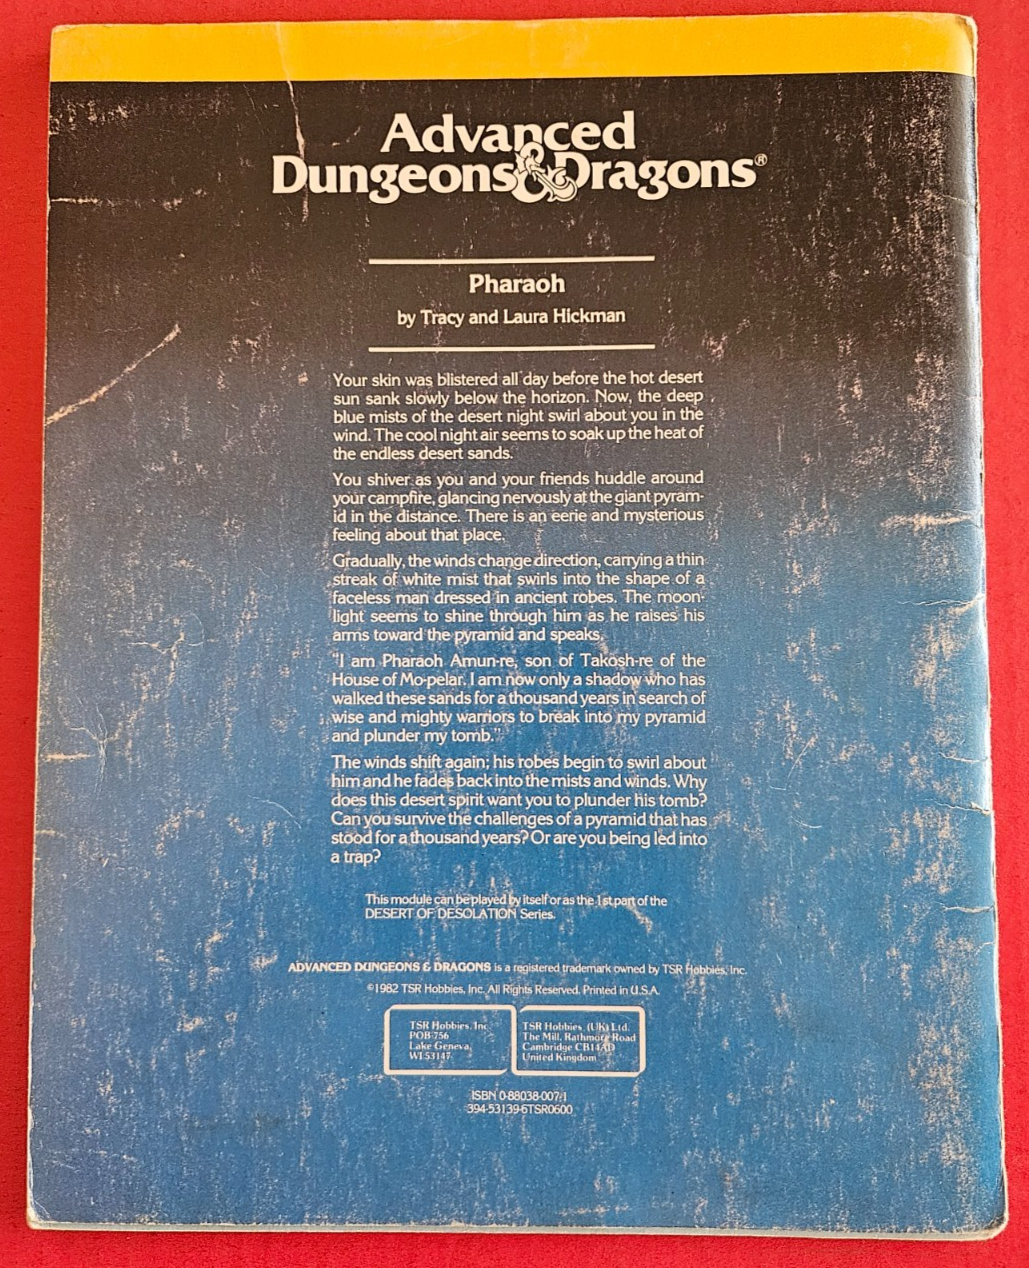 Advanced
Dungeons & Dragons®
Pharaoh
by Tracy and Laura Hickman
Your skin was blistered all day before the hot desert
sun sank slowly below the horizon. Now, the deep
blue mists of the desert night swirl about you in the
wind. The cool night air seems to soak up the heat of
the endless desert sands.
You shiver as you and your friends huddle around
your campfire, glancing nervously at the giant pyram-
id in the distance. There is an eerie and mysterious
feeling about that place.
Gradually, the winds change direction, carrying a thin
streak of white mist that swirls into the shape of a
faceless man dressed in ancient robes. The moon-
light seems to shine through him as he raises his
arms toward the pyramid and speaks,
"I am Pharaoh Amun-re, son of Takosh-re of the
House of Mo-pelar. I am now only a shadow who has
walked these sands for a thousand years in search of
wise and mighty warriors to break into my pyramid
and plunder my tomb."
The winds shift again; his robes begin to swirl about
him and he fades back into the mists and winds. Why
does this desert spirit want you to plunder his tomb?
Can you survive the challenges of a pyramid that has
stood for a thousand years? Or are you being led into
a trap?
This module can be played by itself or as the 1st part of the
DESERT OF DESOLATION Series.
ADVANCED DUNGEONS & DRAGONS is a registered trademark owned by TSR Hobbies, Inc.
©1982 TSR Hobbies, Inc. All Rights Reserved. Printed in U.S.A.
TSR Hobbies, Inc.
POB 756
Lake Geneva,
WI 53147
TSR Hobbies (UK) Ltd.
The Mill, Rathmore Road
Cambridge CB1 4AD
United Kingdom
ISBN 0-88038-007-1
394-53139-6TSR0600